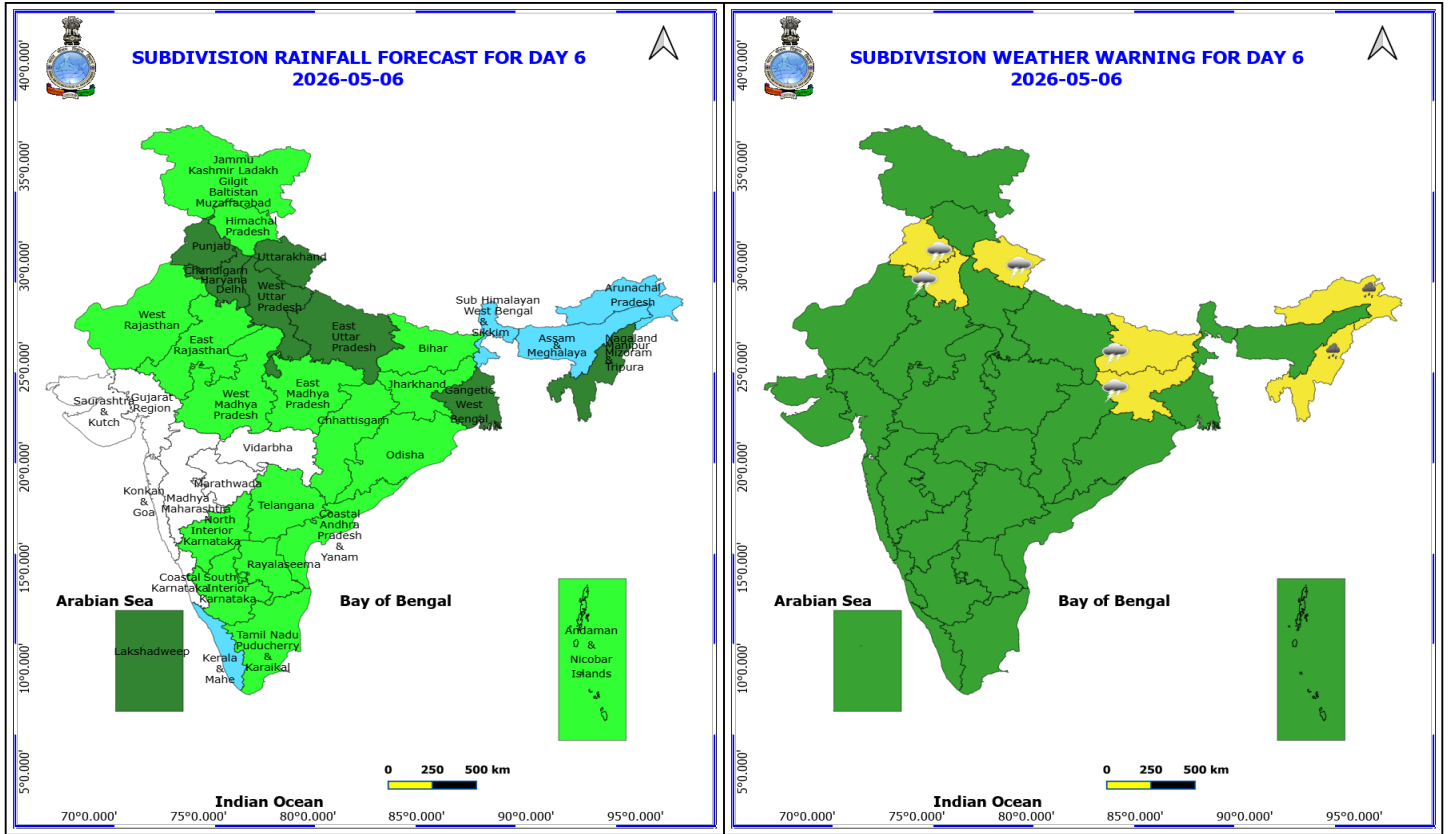 SUBDIVISION RAINFALL FORECAST FOR DAY 6
2026-05-06
40°0.000'
35°0.000'
30°0.000'
25°0.000'
20°0.000'
15°0.000'
10°0.000'
5°0.000'
Jammu
Kashmir Ladakh
Gilgit
Baltistan
Muzaffarabad
Himachal
Pradesh
Punjab
Uttarakhand
Chandigarh
Haryana
Delhi
West
Uttar
Pradesh
East
Uttar
Pradesh
West
Rajasthan
East
Rajasthan
Bihar
Sub Himalayan
West Bengal
&
Sikkim
Arunachal
Pradesh
Assam
&
Meghalaya
Nagaland
Manipur
Mizoram
&
Tripura
Jharkhand
Gangetic
West
Bengal
Saurashtra
&
Kutch
Gujarat
Region
West
Madhya
Pradesh
East
Madhya
Pradesh
Chhattisgarh
Vidarbha
Odisha
Konkan
&
Goa
Madhya
Maharashtra
Marathwada
Telangana
North
Interior
Karnataka
Coastal
Andhra
Pradesh
&
Yanam
Rayalaseema
Coastal
Karnataka
South
Interior
Karnataka
Arabian Sea
Bay of Bengal
Lakshadweep
Kerala
&
Mahe
Tamil Nadu
Puducherry
&
Karaikal
Andaman
&
Nicobar
Islands
0 250 500 km
Indian Ocean
70°0.000' 75°0.000' 80°0.000' 85°0.000' 90°0.000' 95°0.000'
SUBDIVISION WEATHER WARNING FOR DAY 6
2026-05-06
40°0.000'
35°0.000'
30°0.000'
25°0.000'
20°0.000'
15°0.000'
10°0.000'
5°0.000'
Arabian Sea
Bay of Bengal
0 250 500 km
Indian Ocean
70°0.000' 75°0.000' 80°0.000' 85°0.000' 90°0.000' 95°0.000'